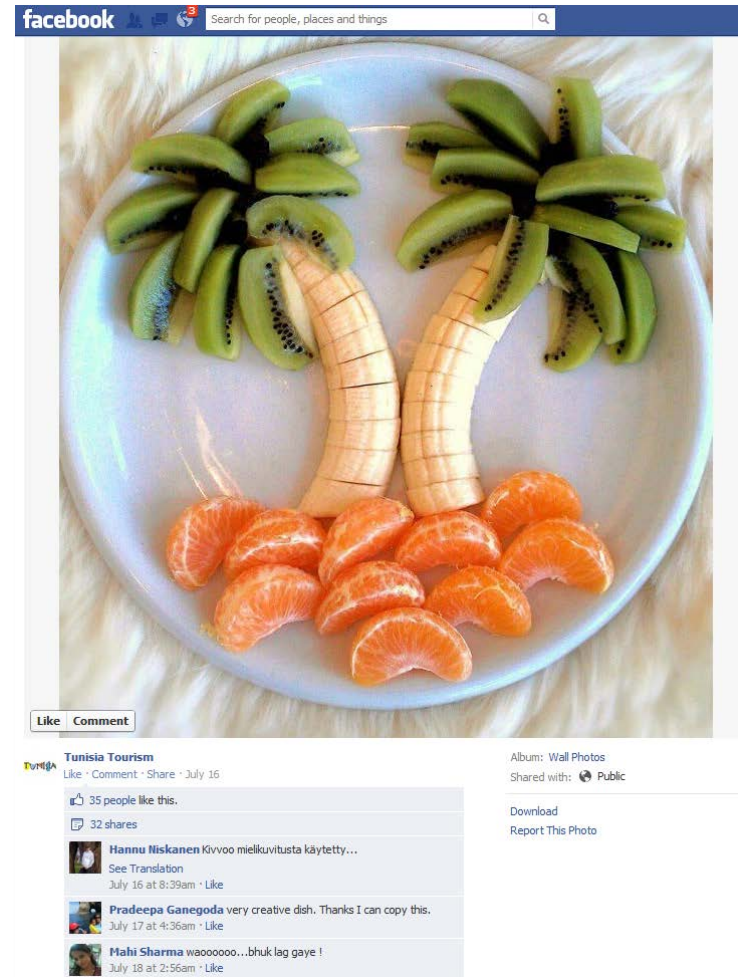 facebook
3
Search for people, places and things
Like Comment
TUNISIA
Tunisia Tourism
Like · Comment · Share · July 16
35 people like this.
32 shares
Hannu Niskanen Kivvoo mielikuvitusta käytetty...
See Translation
July 16 at 8:39am · Like
Pradeepa Ganegoda very creative dish. Thanks I can copy this.
July 17 at 4:36am · Like
Mahi Sharma waoooooo...bhuk lag gaye !
July 18 at 2:56am · Like
Album: Wall Photos
Shared with: Public
Download
Report This Photo